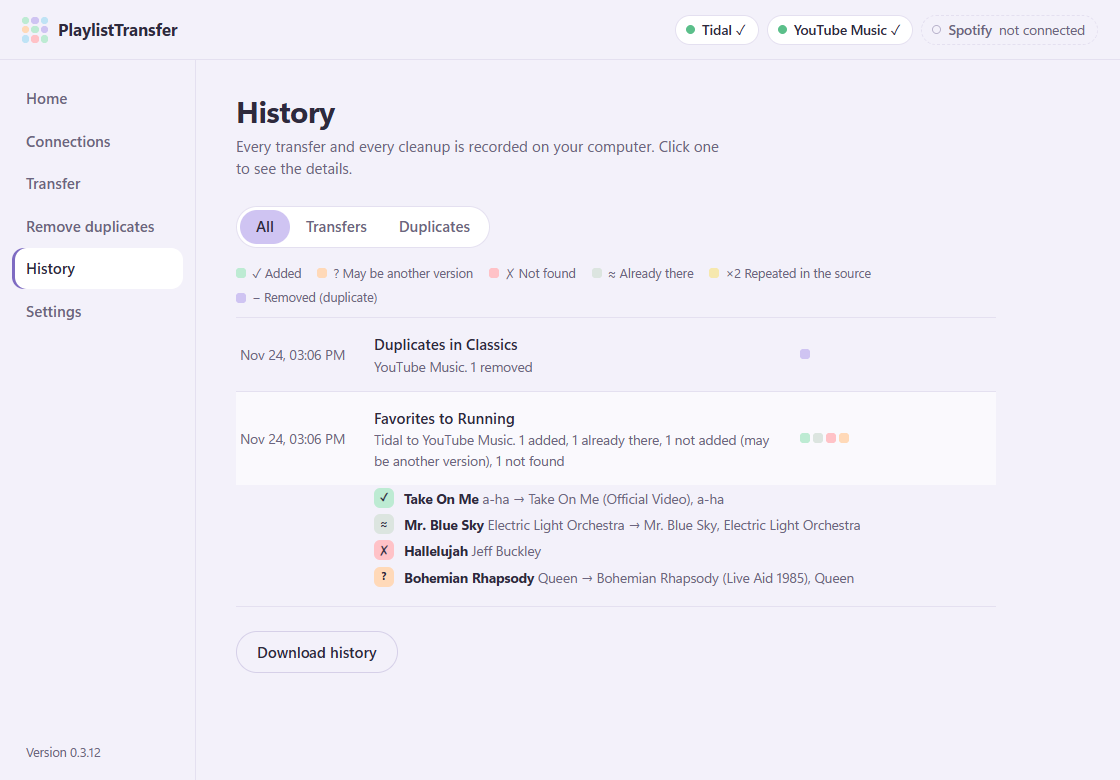 PlaylistTransfer
Tidal ✓
YouTube Music ✓
Spotify not connected
Home
Connections
Transfer
Remove duplicates
History
Settings
Version 0.3.12
History
Every transfer and every cleanup is recorded on your computer. Click one
to see the details.
All
Transfers
Duplicates
✓ Added
? May be another version
✗ Not found
≈ Already there
×2 Repeated in the source
− Removed (duplicate)
Nov 24, 03:06 PM
Duplicates in Classics
YouTube Music. 1 removed
Nov 24, 03:06 PM
Favorites to Running
Tidal to YouTube Music. 1 added, 1 already there, 1 not added (may
be another version), 1 not found
✓ Take On Me a-ha → Take On Me (Official Video), a-ha
≈ Mr. Blue Sky Electric Light Orchestra → Mr. Blue Sky, Electric Light Orchestra
✗ Hallelujah Jeff Buckley
? Bohemian Rhapsody Queen → Bohemian Rhapsody (Live Aid 1985), Queen
Download history